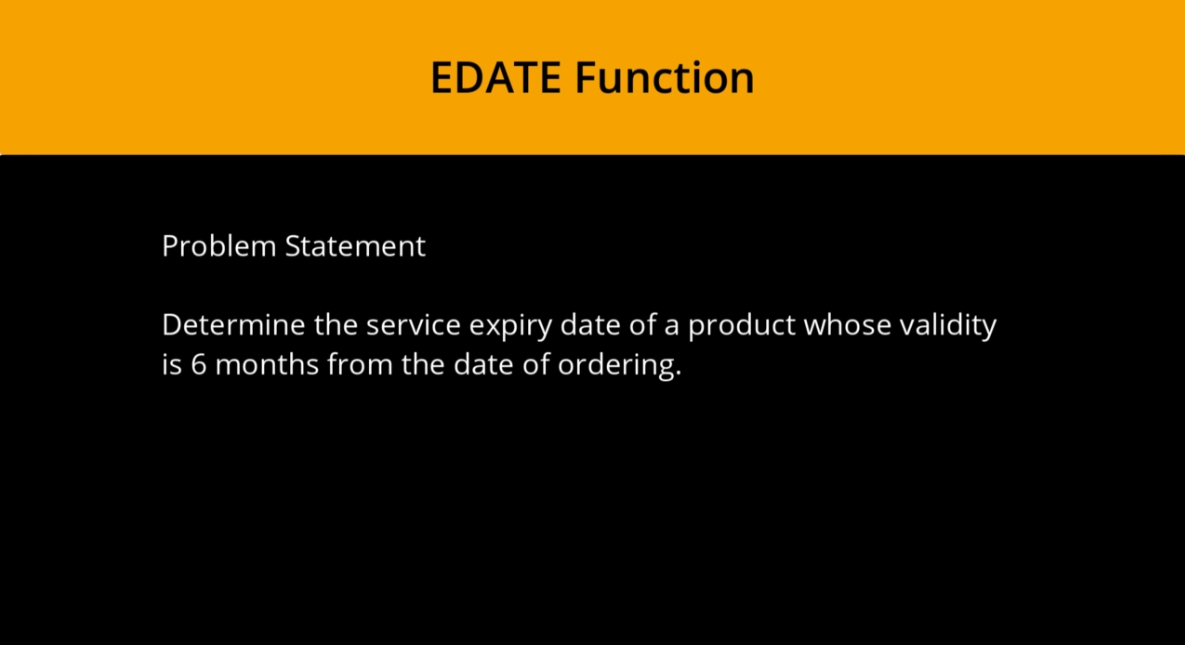 EDATE Function
Problem Statement
Determine the service expiry date of a product whose validity
is 6 months from the date of ordering.